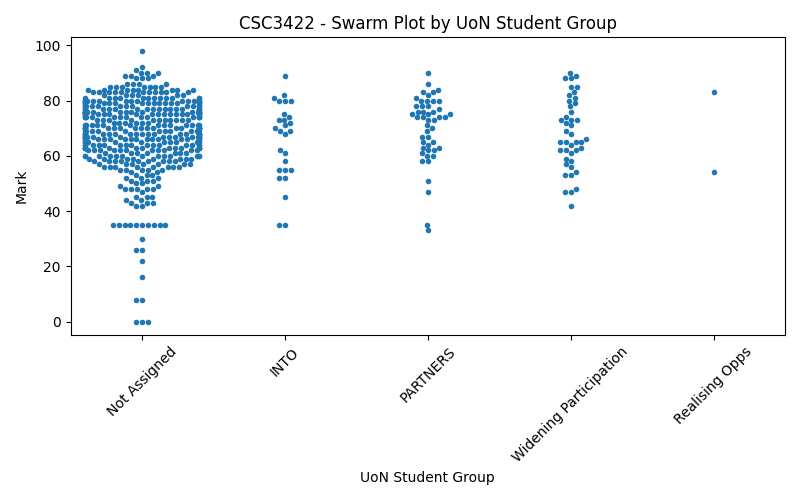 CSC3422 - Swarm Plot by UoN Student Group
100
80
60
40
20
0
Mark
Not Assigned
INTO
PARTNERS
Widening Participation
Realising Opps
UoN Student Group